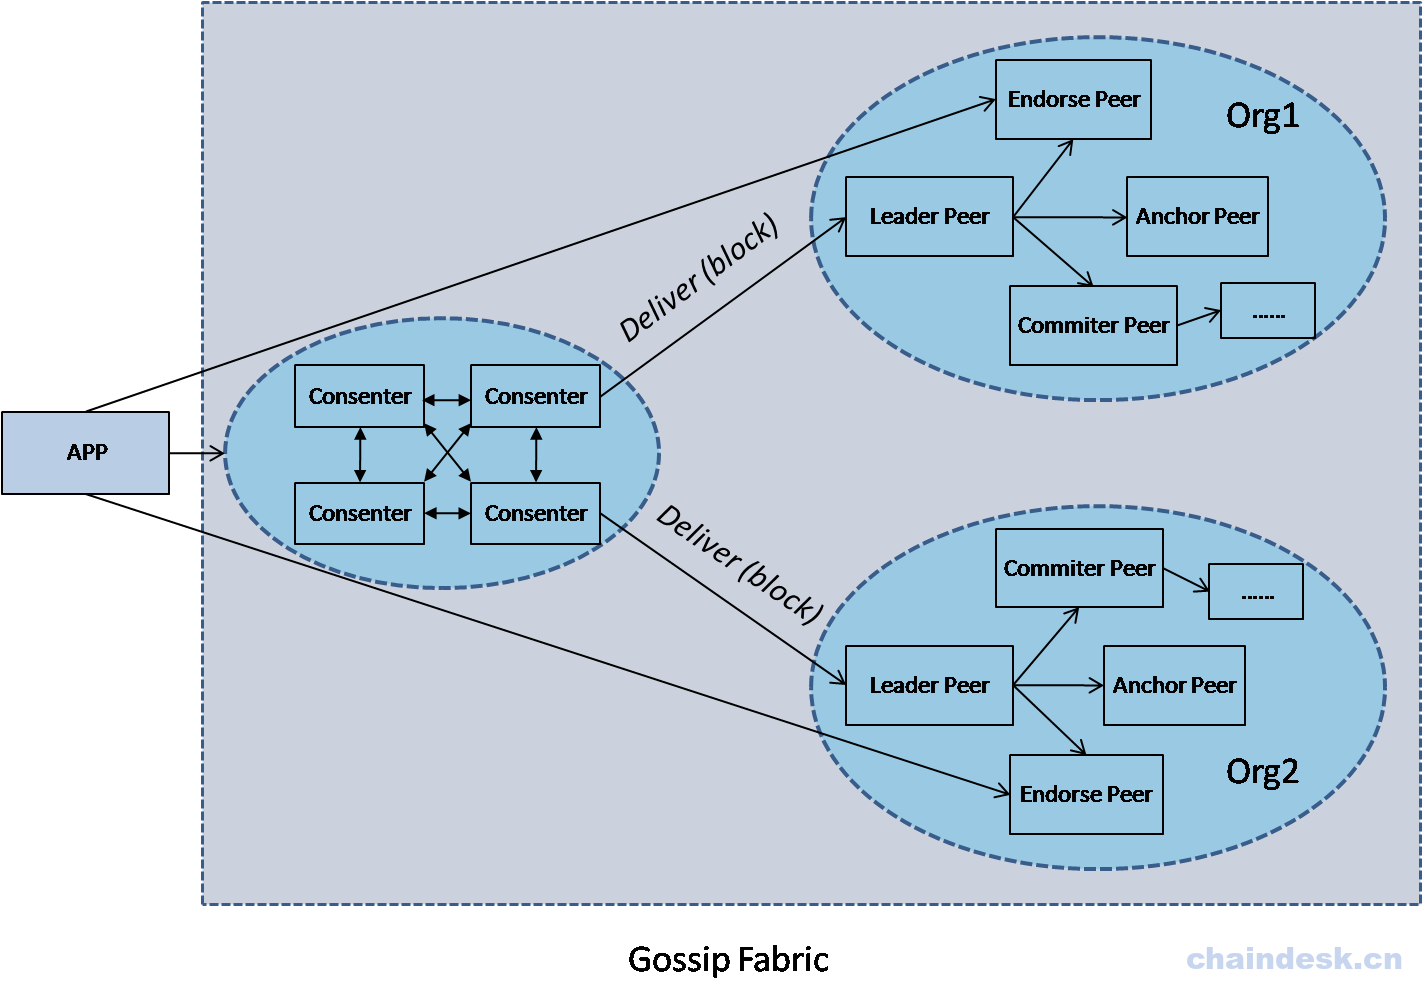 Endorse Peer
Org1
Leader Peer
Anchor Peer
Deliver (block)
Commiter Peer
......
Consenter
Consenter
APP
Consenter
Consenter
Deliver (block)
Commiter Peer
......
Leader Peer
Anchor Peer
Org2
Endorse Peer
Gossip Fabric
chaindesk.cn